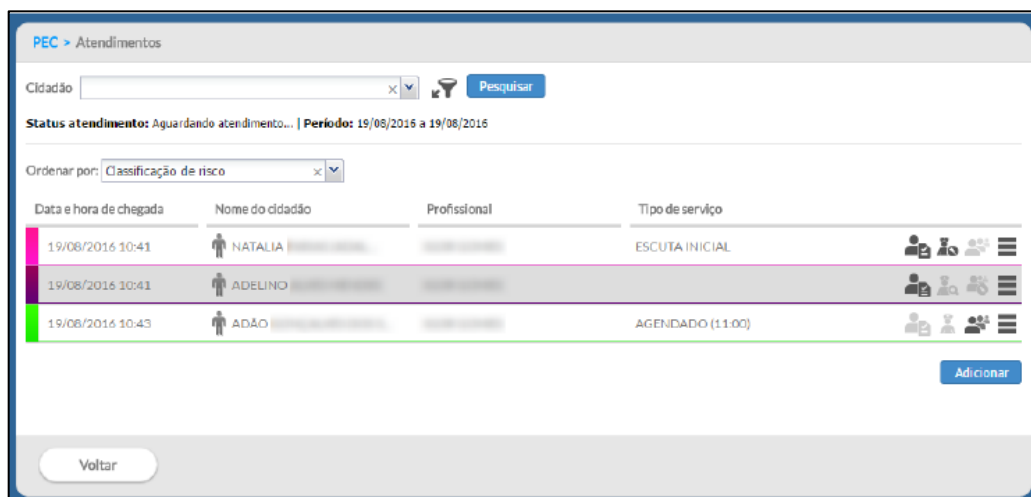 PEC > Atendimentos
Cidadão Pesquisar
Status atendimento: Aguardando atendimento... | Período: 19/08/2016 a 19/08/2016
Ordenar por: Classificação de risco
Data e hora de chegada Nome do cidadão Profissional Tipo de serviço
19/08/2016 10:41 NATALIA ESCUTA INICIAL
19/08/2016 10:41 ADELINO
19/08/2016 10:43 ADÃO AGENDADO (11:00)
Adicionar
Voltar